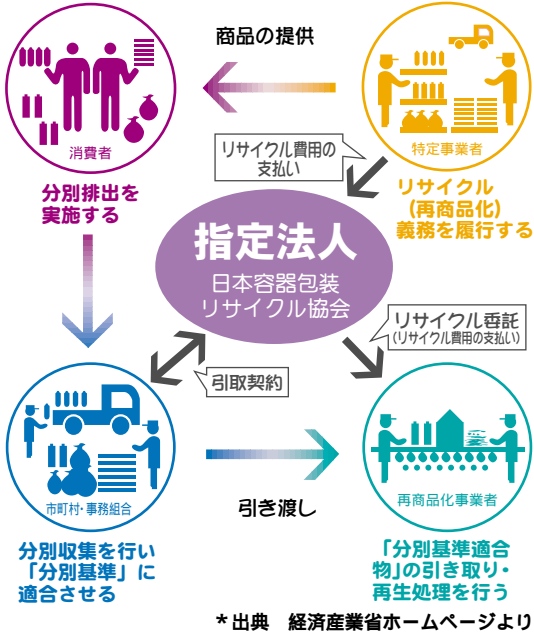 商品の提供
消費者
特定事業者
分別排出を
実施する
リサイクル費用の
支払い
リサイクル
(再商品化)
義務を履行する
指定法人
日本容器包装
リサイクル協会
リサイクル委託
(リサイクル費用の支払い)
引取契約
市町村・事務組合
再商品化事業者
引き渡し
分別収集を行い
「分別基準」に
適合させる
「分別基準適合
物」の引き取り・
再生処理を行う
*出典 経済産業省ホームページより